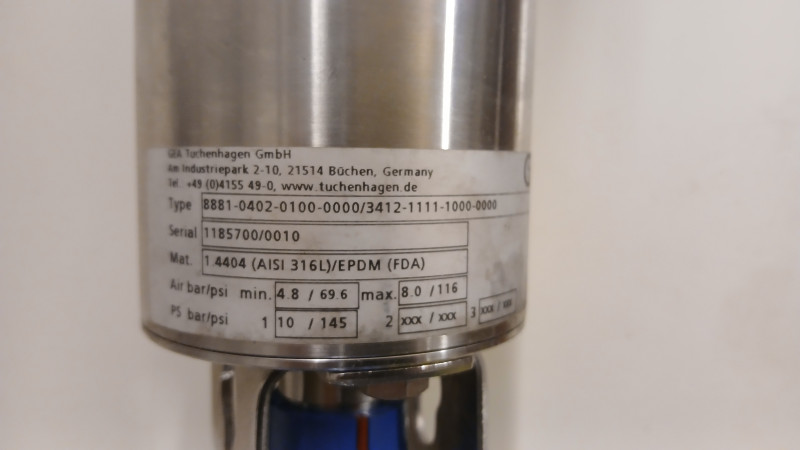 GEA Tuchenhagen GmbH
Am Industriepark 2-10, 21514 Büchen, Germany
Tel. +49 (0)4155 49-0, www.tuchenhagen.de
Type 8881-0402-0100-0000/3412-1111-1000-0000
Serial 1185700/0010
Mat. 1.4404 (AISI 316L)/EPDM (FDA)
Air bar/psi min. 4.8 / 69.6 max. 8.0 / 116
PS bar/psi 1 10 / 145 2 xxx / xxx 3 xxx / xxx